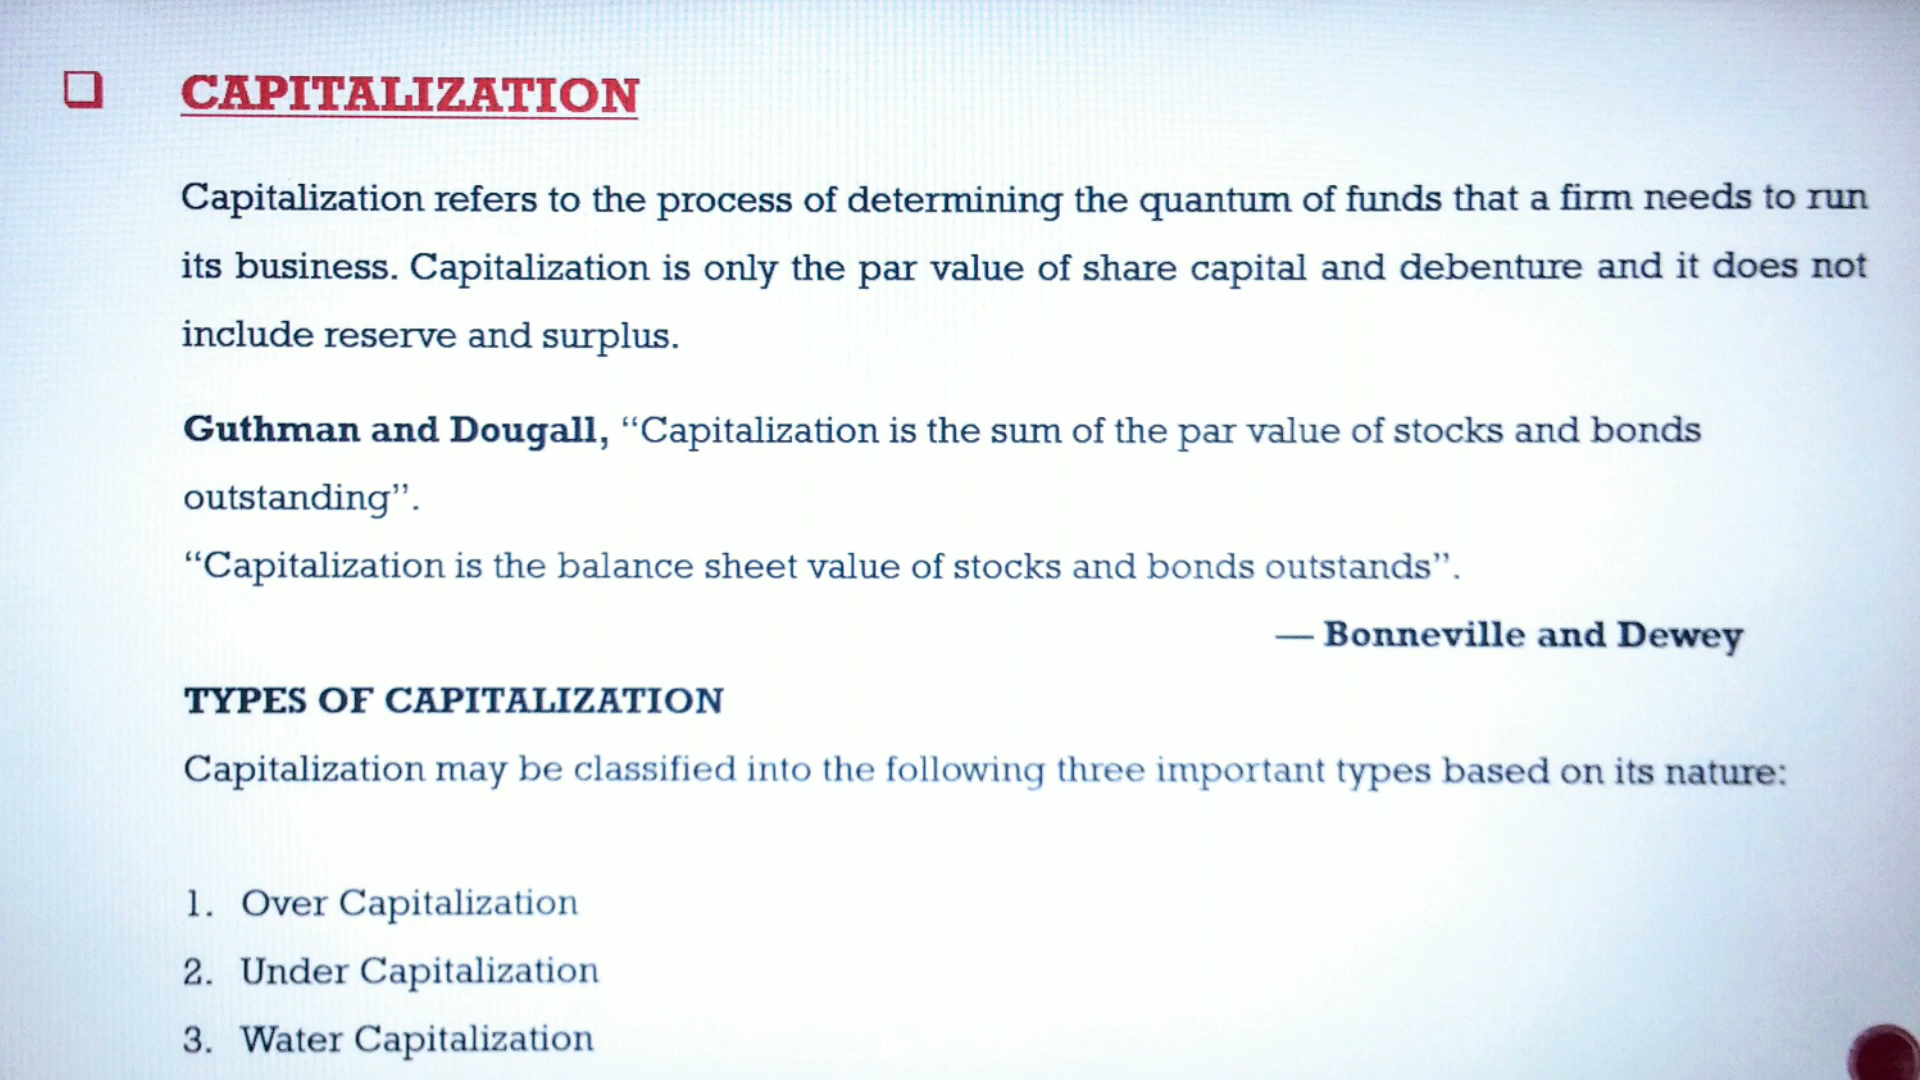 CAPITALIZATION
Capitalization refers to the process of determining the quantum of funds that a firm needs to run
its business. Capitalization is only the par value of share capital and debenture and it does not
include reserve and surplus.
Guthman and Dougall, “Capitalization is the sum of the par value of stocks and bonds
outstanding”.
“Capitalization is the balance sheet value of stocks and bonds outstands”.
— Bonneville and Dewey
TYPES OF CAPITALIZATION
Capitalization may be classified into the following three important types based on its nature:
1. Over Capitalization
2. Under Capitalization
3. Water Capitalization